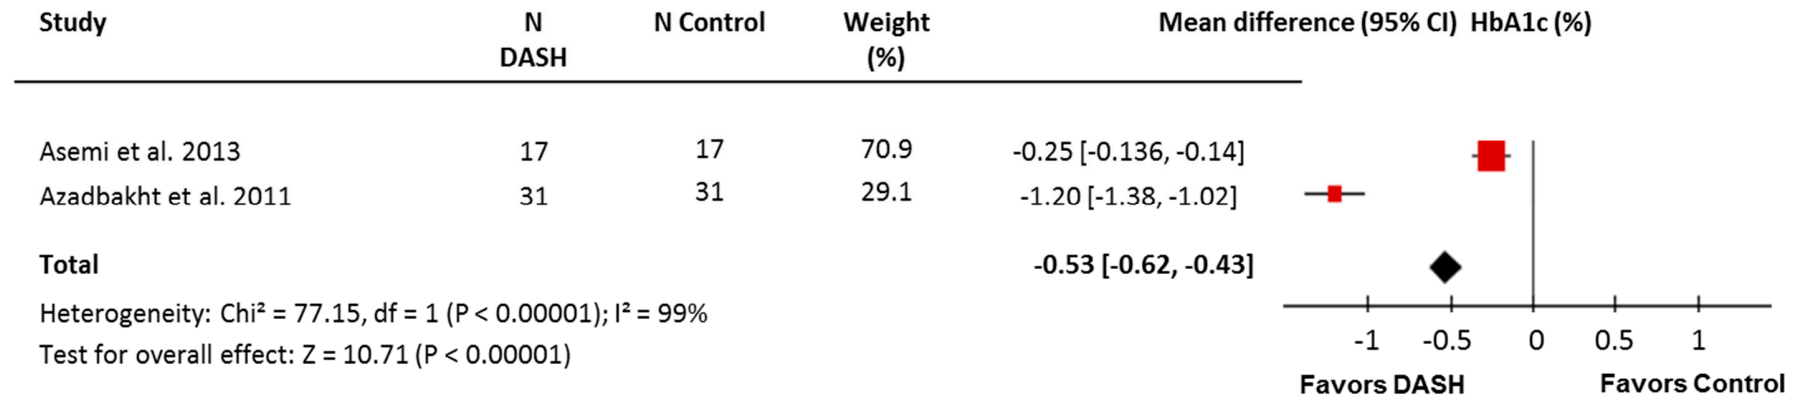 Study N N Control Weight Mean difference (95% CI) HbA1c (%)
DASH (%)
Asemi et al. 2013 17 17 70.9 -0.25 [-0.136, -0.14]
Azadbakht et al. 2011 31 31 29.1 -1.20 [-1.38, -1.02]
Total -0.53 [-0.62, -0.43]
Heterogeneity: Chi² = 77.15, df = 1 (P < 0.00001); I² = 99%
Test for overall effect: Z = 10.71 (P < 0.00001)
-1 -0.5 0 0.5 1
Favors DASH Favors Control